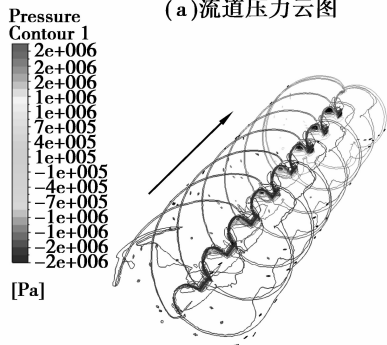 (a)流道压力云图
Pressure
Contour 1
2e+006
2e+006
2e+006
1e+006
1e+006
7e+005
4e+005
1e+005
-1e+005
-4e+005
-7e+005
-1e+006
-1e+006
-2e+006
-2e+006
-2e+006
[Pa]